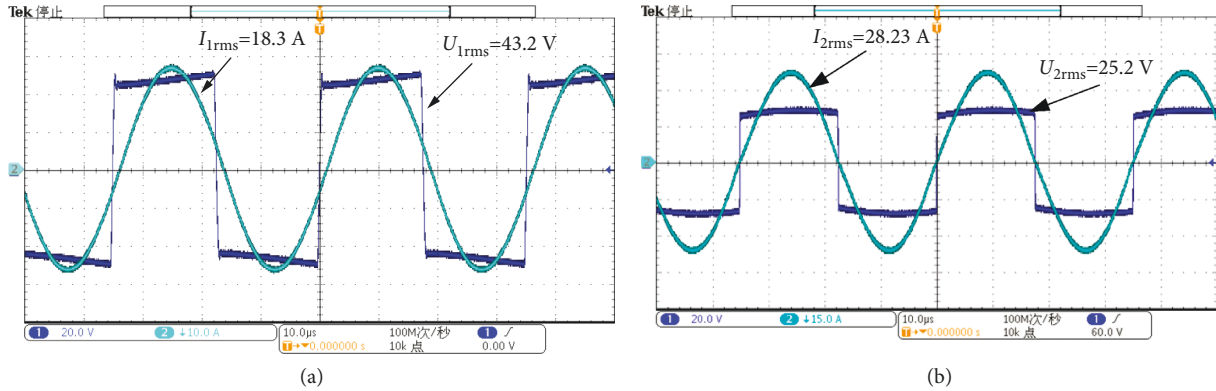 Tek 停止
T
T
I1rms=18.3 A
U1rms=43.2 V
2
1 20.0 V 2 ↓10.0 A 10.0μs 100M次/秒 1 ∫
T→▼0.000000 s 10k 点 0.00 V
(a)
Tek 停止
T
T
I2rms=28.23 A
U2rms=25.2 V
2
1 20.0 V 2 ↓15.0 A 10.0μs 100M次/秒 1 ∫
T→▼0.000000 s 10k 点 60.0 V
(b)